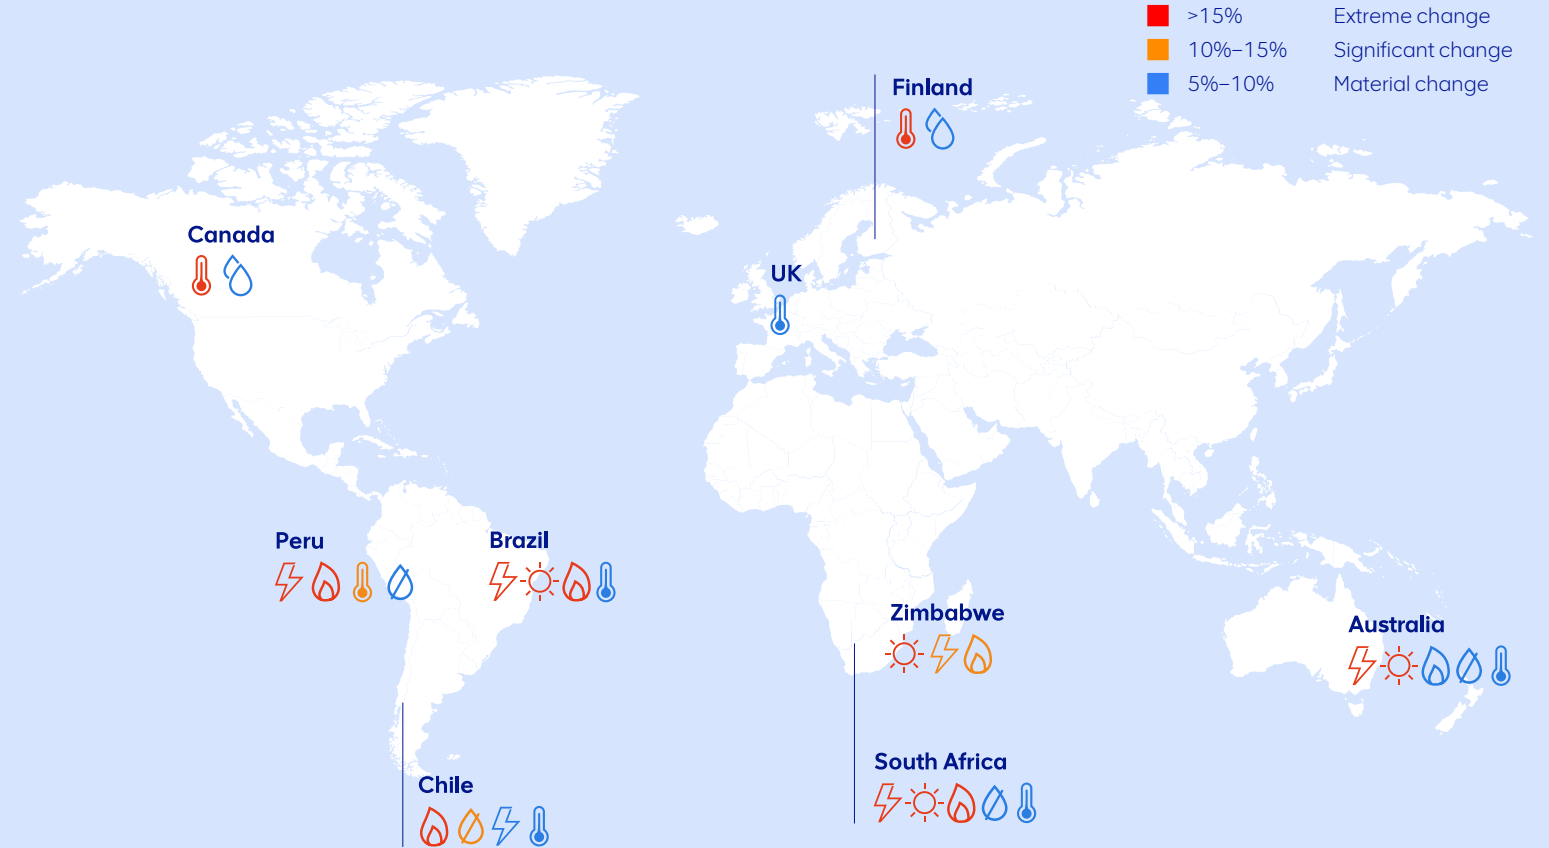 >15% Extreme change
10%–15% Significant change
5%–10% Material change
Finland
Canada
UK
Peru
Brazil
Zimbabwe
Australia
South Africa
Chile